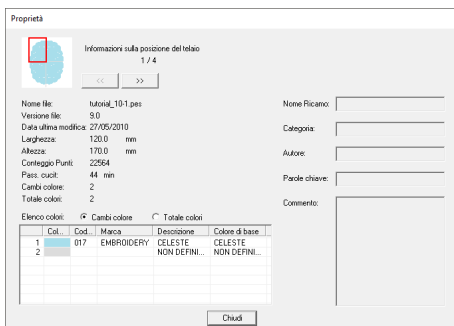 Proprietà
Informazioni sulla posizione del telaio
1 / 4
<< >>
Nome file: tutorial_10-1.pes
Versione file: 9.0
Data ultima modifica: 27/05/2010
Larghezza: 120.0 mm
Altezza: 170.0 mm
Conteggio Punti: 22564
Pass. cucit: 44 min
Cambi colore: 2
Totale colori: 2
Elenco colori: Cambi colore Totale colori
Col... Cod... Marca Descrizione Colore di base
1 017 EMBROIDERY CELESTE CELESTE
2 NON DEFINI... NON DEFINI...
Nome Ricamo:
Categoria:
Autore:
Parole chiave:
Commento:
Chiudi